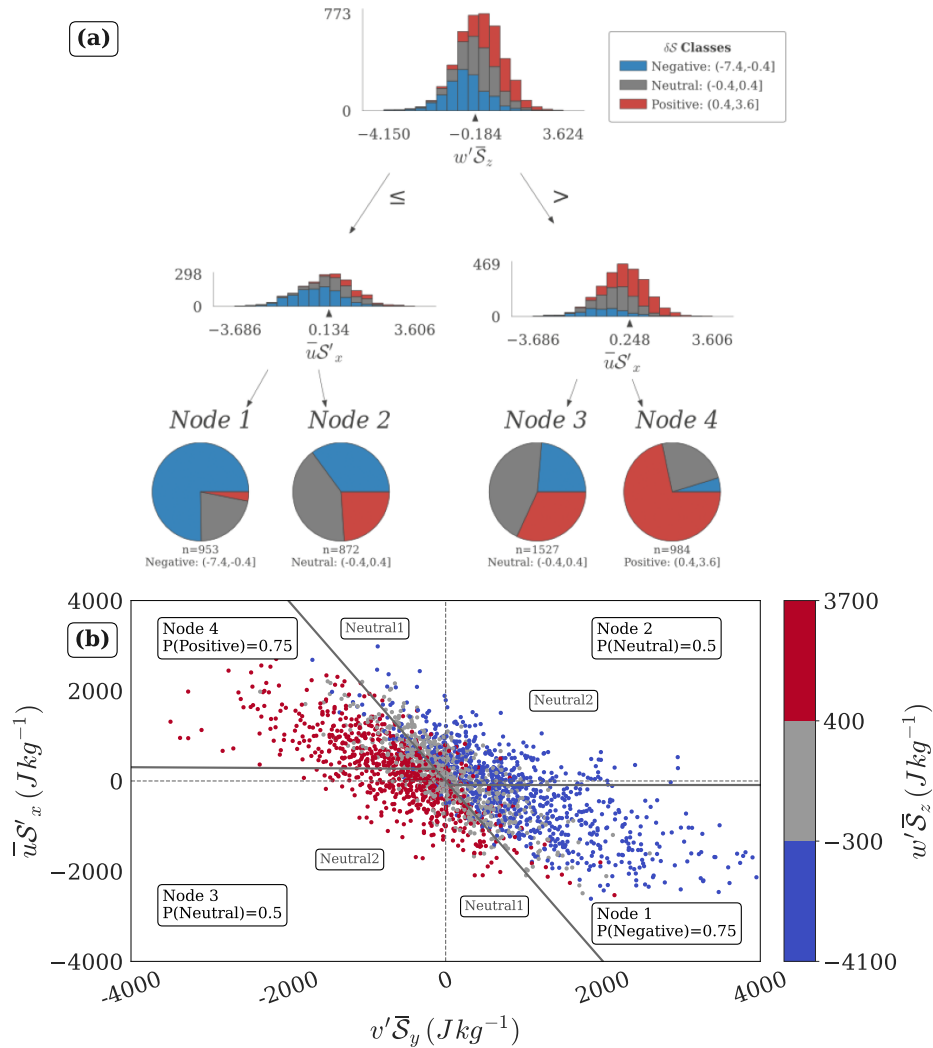 (a)
773
0
−4.150
−0.184
3.624
w′S̅_z
δS Classes
Negative: (-7.4,-0.4]
Neutral: (-0.4,0.4]
Positive: (0.4,3.6]
≤
>
298
0
−3.686
0.134
3.606
u̅S′_x
469
0
−3.686
0.248
3.606
u̅S′_x
Node 1
Node 2
Node 3
Node 4
n=953
Negative: (-7.4,-0.4]
n=872
Neutral: (-0.4,0.4]
n=1527
Neutral: (-0.4,0.4]
n=984
Positive: (0.4,3.6]
(b)
4000
2000
0
−2000
−4000
u̅S′_x (J kg⁻¹)
Node 4
P(Positive)=0.75
Neutral1
Node 2
P(Neutral)=0.5
Neutral2
Neutral2
Node 3
P(Neutral)=0.5
Neutral1
Node 1
P(Negative)=0.75
-4000
-2000
0
2000
4000
v′S̅_y (J kg⁻¹)
3700
400
−300
−4100
w′S̅_z (J kg⁻¹)